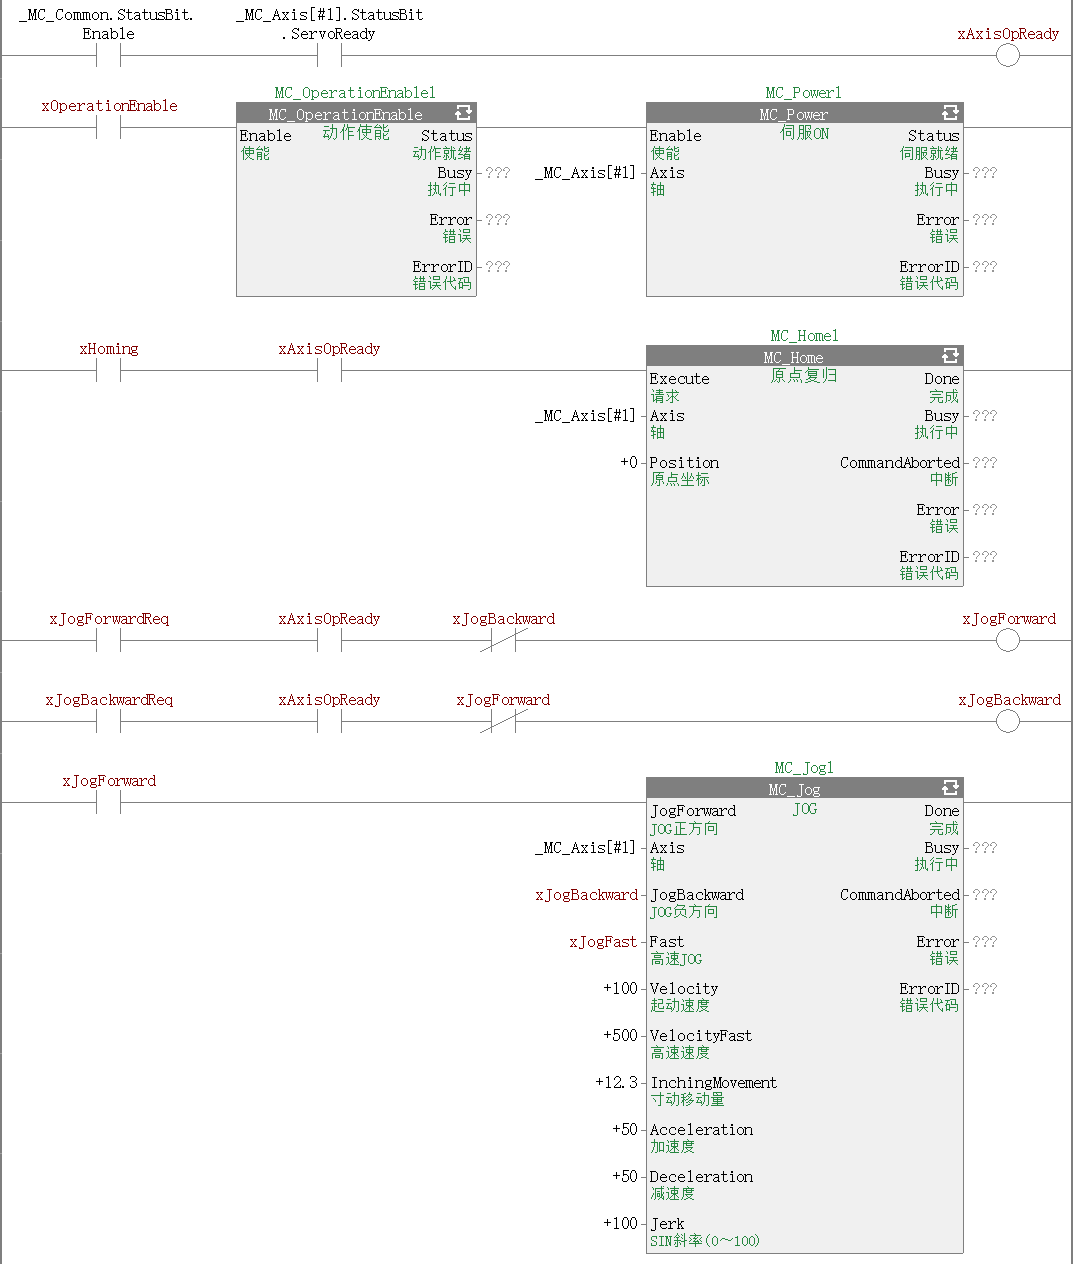 _MC_Common.StatusBit.
Enable
_MC_Axis[#1].StatusBit
.ServoReady
xAxisOpReady
xOperationEnable
MC_OperationEnable1
MC_OperationEnable
动作使能
Enable
使能
Status
动作就绪
Busy
执行中
???
Error
错误
???
ErrorID
错误代码
???
MC_Power1
MC_Power
伺服ON
Enable
使能
Status
伺服就绪
_MC_Axis[#1]
Axis
轴
Busy
执行中
???
Error
错误
???
ErrorID
错误代码
???
xHoming
xAxisOpReady
MC_Home1
MC_Home
原点复归
Execute
请求
Done
完成
_MC_Axis[#1]
Axis
轴
Busy
执行中
???
+0
Position
原点坐标
CommandAborted
中断
???
Error
错误
???
ErrorID
错误代码
???
xJogForwardReq
xAxisOpReady
xJogBackward
xJogForward
xJogBackwardReq
xAxisOpReady
xJogForward
xJogBackward
xJogForward
MC_Jog1
MC_Jog
JOG
JogForward
JOG正方向
Done
完成
_MC_Axis[#1]
Axis
轴
Busy
执行中
???
xJogBackward
JogBackward
JOG负方向
CommandAborted
中断
???
xJogFast
Fast
高速JOG
Error
错误
???
+100
Velocity
起动速度
ErrorID
错误代码
???
+500
VelocityFast
高速速度
+12.3
InchingMovement
寸动移动量
+50
Acceleration
加速度
+50
Deceleration
减速度
+100
Jerk
SIN斜率(0～100)